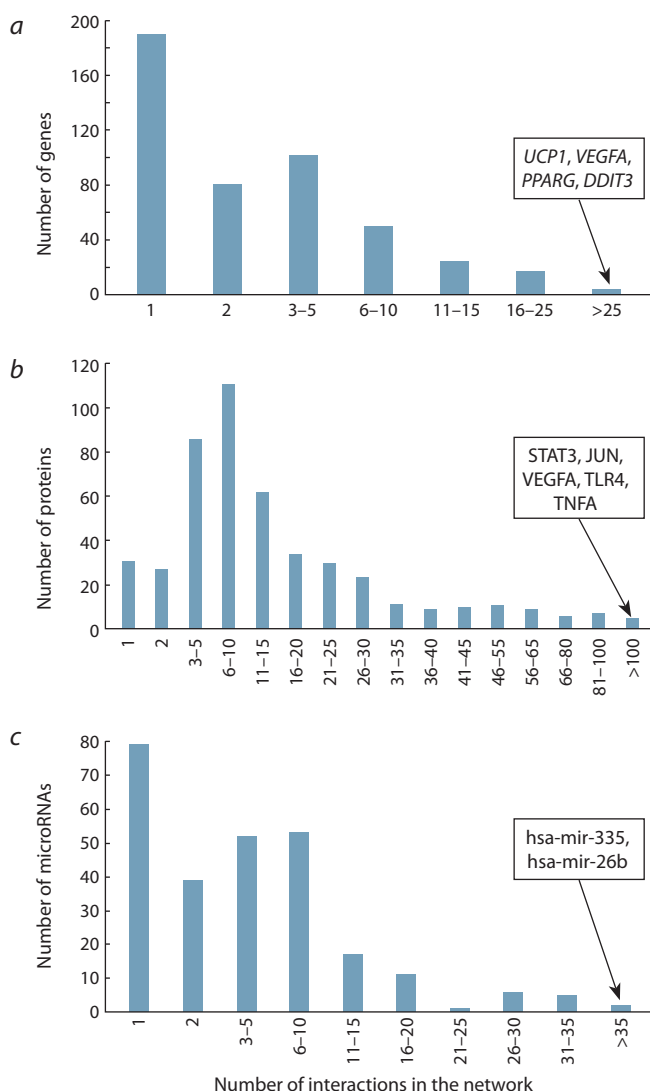 a
Number of genes
200
160
120
80
40
0
1 2 3–5 6–10 11–15 16–25 >25
UCP1, VEGFA,
PPARG, DDIT3
b
Number of proteins
120
100
80
60
40
20
0
1 2 3–5 6–10 11–15 16–20 21–25 26–30 31–35 36–40 41–45 46–55 56–65 66–80 81–100 >100
STAT3, JUN,
VEGFA, TLR4,
TNFA
c
Number of microRNAs
80
70
60
50
40
30
20
10
0
1 2 3–5 6–10 11–15 16–20 21–25 26–30 31–35 >35
hsa-mir-335,
hsa-mir-26b
Number of interactions in the network